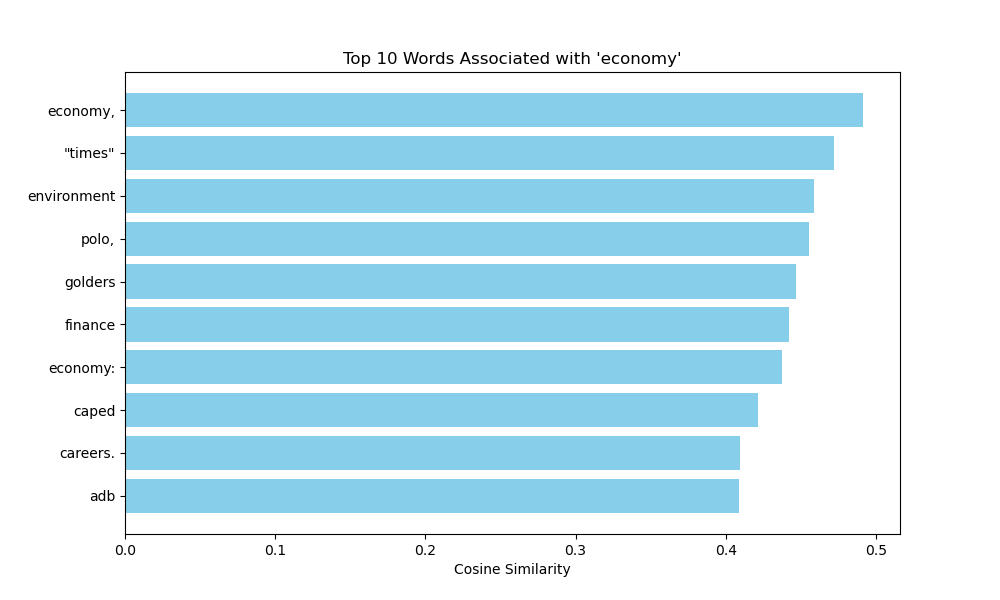 Top 10 Words Associated with 'economy'
economy,
"times"
environment
polo,
golders
finance
economy:
caped
careers.
adb
0.0 0.1 0.2 0.3 0.4 0.5
Cosine Similarity